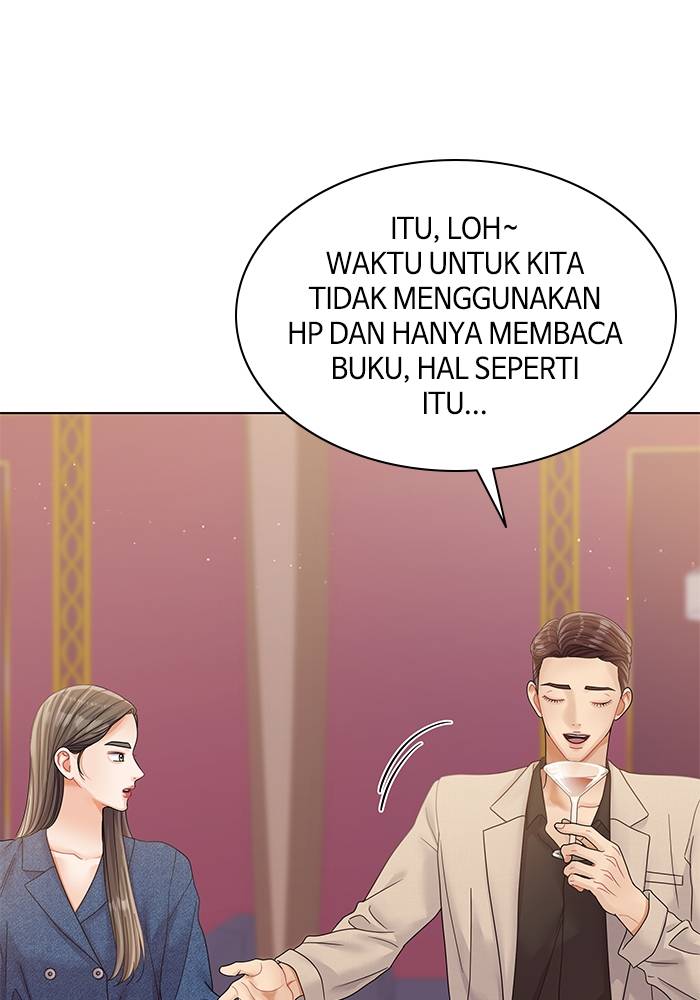 ITU, LOH~
WAKTU UNTUK KITA
TIDAK MENGGUNAKAN
HP DAN HANYA MEMBACA
BUKU, HAL SEPERTI
ITU...